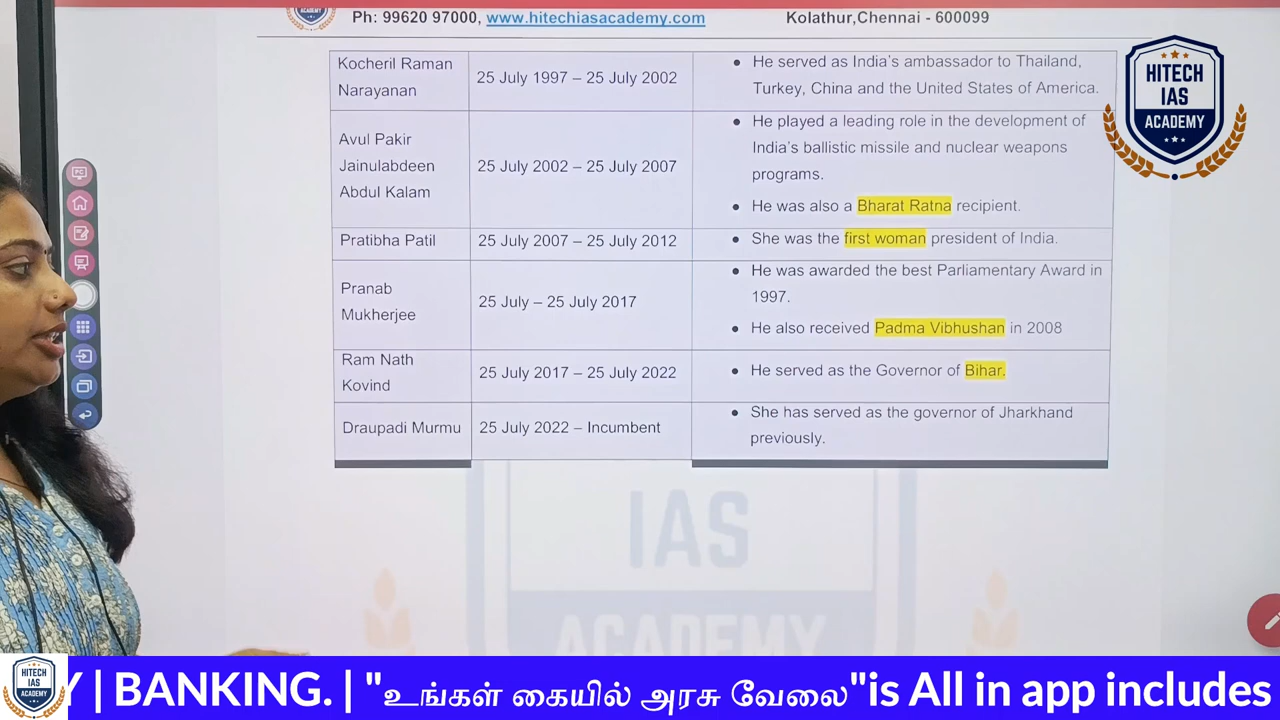 Ph: 99620 97000, www.hitechiasacademy.com Kolathur,Chennai - 600099
HITECH
IAS
ACADEMY
Kocheril Raman
Narayanan
25 July 1997 – 25 July 2002
He served as India's ambassador to Thailand,
Turkey, China and the United States of America.
Avul Pakir
Jainulabdeen
Abdul Kalam
25 July 2002 – 25 July 2007
He played a leading role in the development of
India's ballistic missile and nuclear weapons
programs.
He was also a Bharat Ratna recipient.
Pratibha Patil
25 July 2007 – 25 July 2012
She was the first woman president of India.
Pranab
Mukherjee
25 July – 25 July 2017
He was awarded the best Parliamentary Award in
1997.
He also received Padma Vibhushan in 2008
Ram Nath
Kovind
25 July 2017 – 25 July 2022
He served as the Governor of Bihar.
Draupadi Murmu
25 July 2022 – Incumbent
She has served as the governor of Jharkhand
previously.
PC
IAS
ACADEMY
HITECH
IAS
ACADEMY
Y | BANKING. | "உங்கள் கையில் அரசு வேலை"is All in app includes